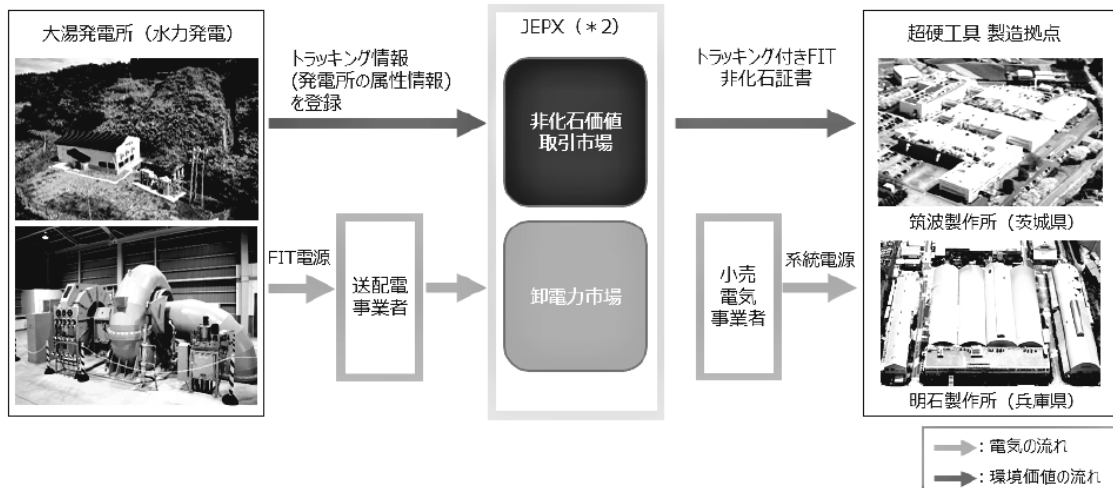 大湯発電所（水力発電）
トラッキング情報
(発電所の属性情報)
を登録
FIT電源
送配電
事業者
JEPX（＊2）
非化石価値
取引市場
卸電力市場
トラッキング付きFIT
非化石証書
小売
電気
事業者
系統電源
超硬工具 製造拠点
筑波製作所（茨城県）
明石製作所（兵庫県）
：電気の流れ
：環境価値の流れ